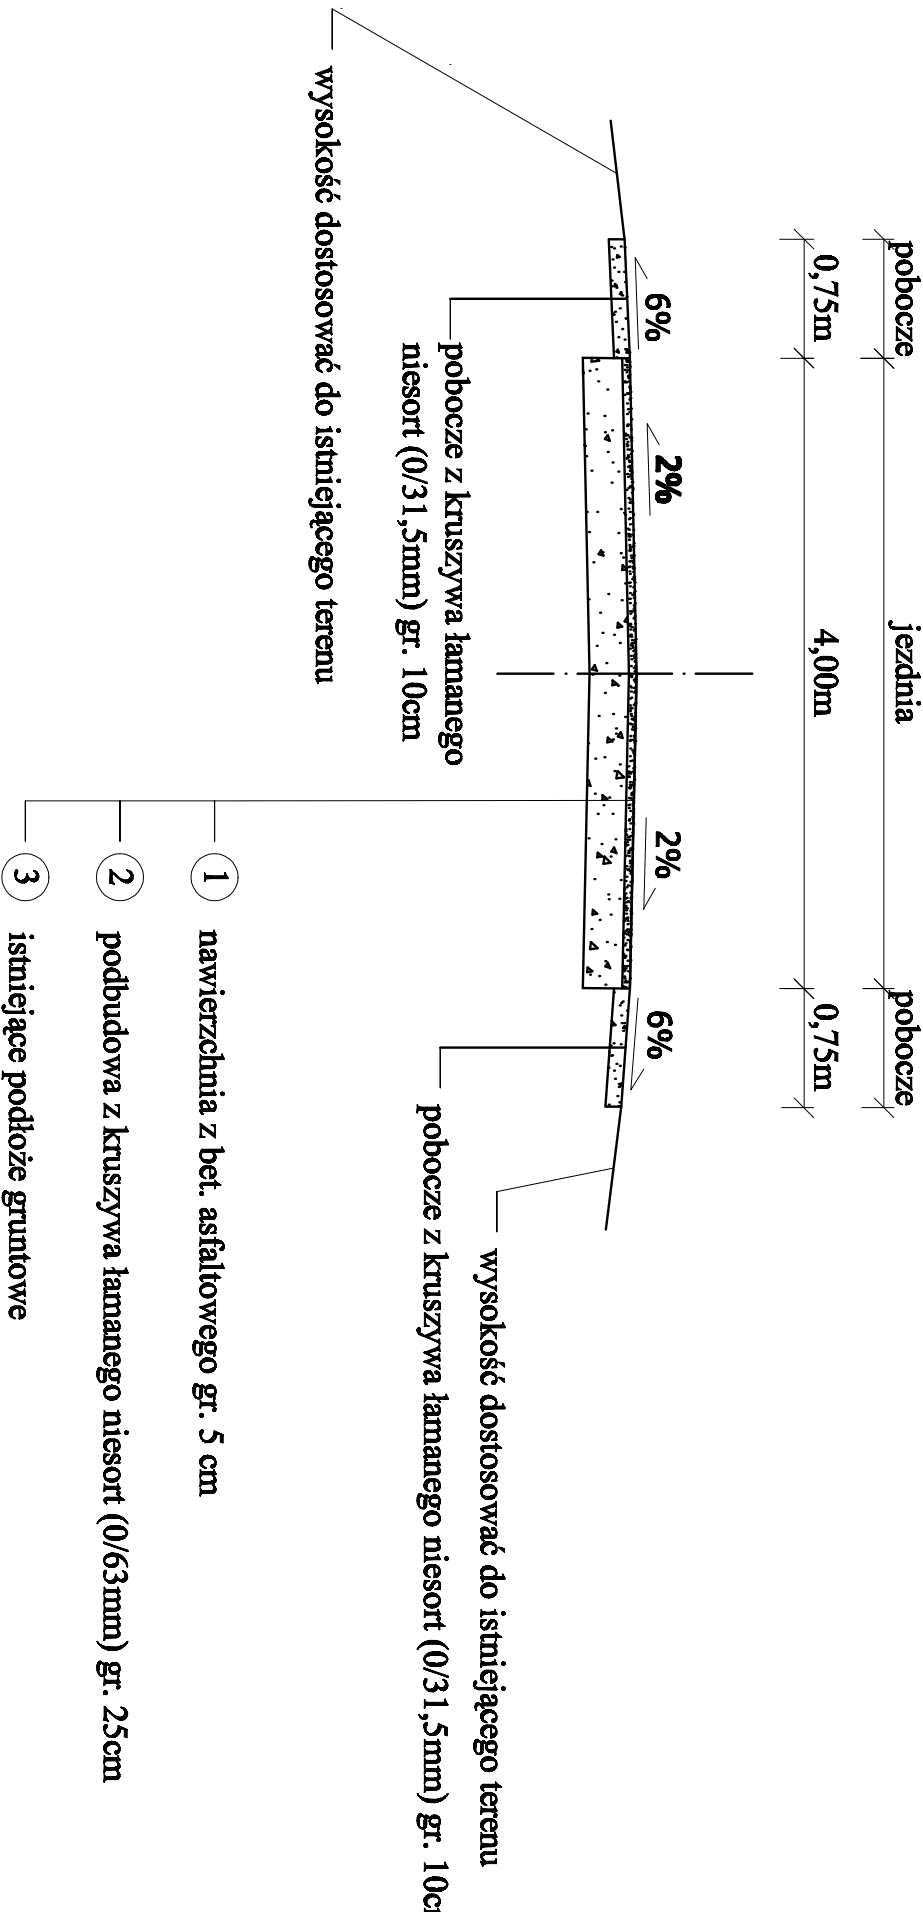 pobocze
jezdnia
pobocze
0,75m
4,00m
0,75m
6%
2%
2%
6%
pobocze z kruszywa łamanego
niesort (0/31,5mm) gr. 10cm
wysokość dostosować do istniejącego terenu
wysokość dostosować do istniejącego terenu
pobocze z kruszywa łamanego niesort (0/31,5mm) gr. 10cm
1 nawierzchnia z bet. asfaltowego gr. 5 cm
2 podbudowa z kruszywa łamanego niesort (0/63mm) gr. 25cm
3 istniejące podłoże gruntowe